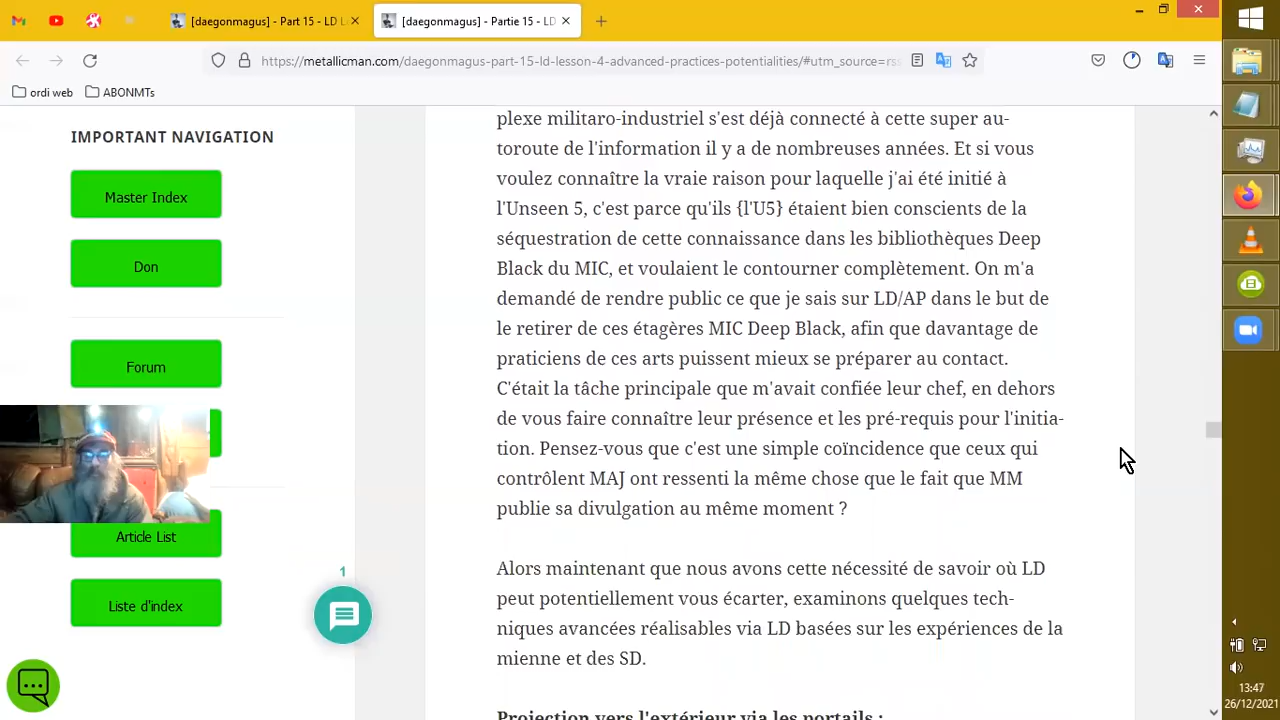 [daegonmagus] - Part 15 - LD L
[daegonmagus] - Partie 15 - LD
https://metallicman.com/daegonmagus-part-15-ld-lesson-4-advanced-practices-potentialities/#utm_source=rss
ordi web
ABONMTs
IMPORTANT NAVIGATION
Master Index
Don
Forum
Article List
Liste d'index
1
plexe militaro-industriel s'est déjà connecté à cette super au-
toroute de l'information il y a de nombreuses années. Et si vous
voulez connaître la vraie raison pour laquelle j'ai été initié à
l'Unseen 5, c'est parce qu'ils {l'U5} étaient bien conscients de la
séquestration de cette connaissance dans les bibliothèques Deep
Black du MIC, et voulaient le contourner complètement. On m'a
demandé de rendre public ce que je sais sur LD/AP dans le but de
le retirer de ces étagères MIC Deep Black, afin que davantage de
praticiens de ces arts puissent mieux se préparer au contact.
C'était la tâche principale que m'avait confiée leur chef, en dehors
de vous faire connaître leur présence et les pré-requis pour l'initia-
tion. Pensez-vous que c'est une simple coïncidence que ceux qui
contrôlent MAJ ont ressenti la même chose que le fait que MM
publie sa divulgation au même moment ?
Alors maintenant que nous avons cette nécessité de savoir où LD
peut potentiellement vous écarter, examinons quelques tech-
niques avancées réalisables via LD basées sur les expériences de la
mienne et des SD.
Projection vers l'extérieur via les portails :
13:47
26/12/2021